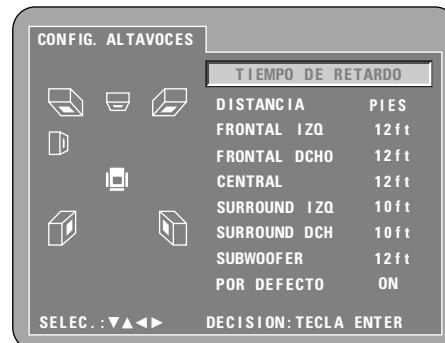 CONFIG. ALTAVOCES
TIEMPO DE RETARDO
DISTANCIA PIES
FRONTAL IZQ 12ft
FRONTAL DCHO 12ft
CENTRAL 12ft
SURROUND IZQ 10ft
SURROUND DCH 10ft
SUBWOOFER 12ft
POR DEFECTO ON
SELEC.:▼▲◄► DECISION:TECLA ENTER